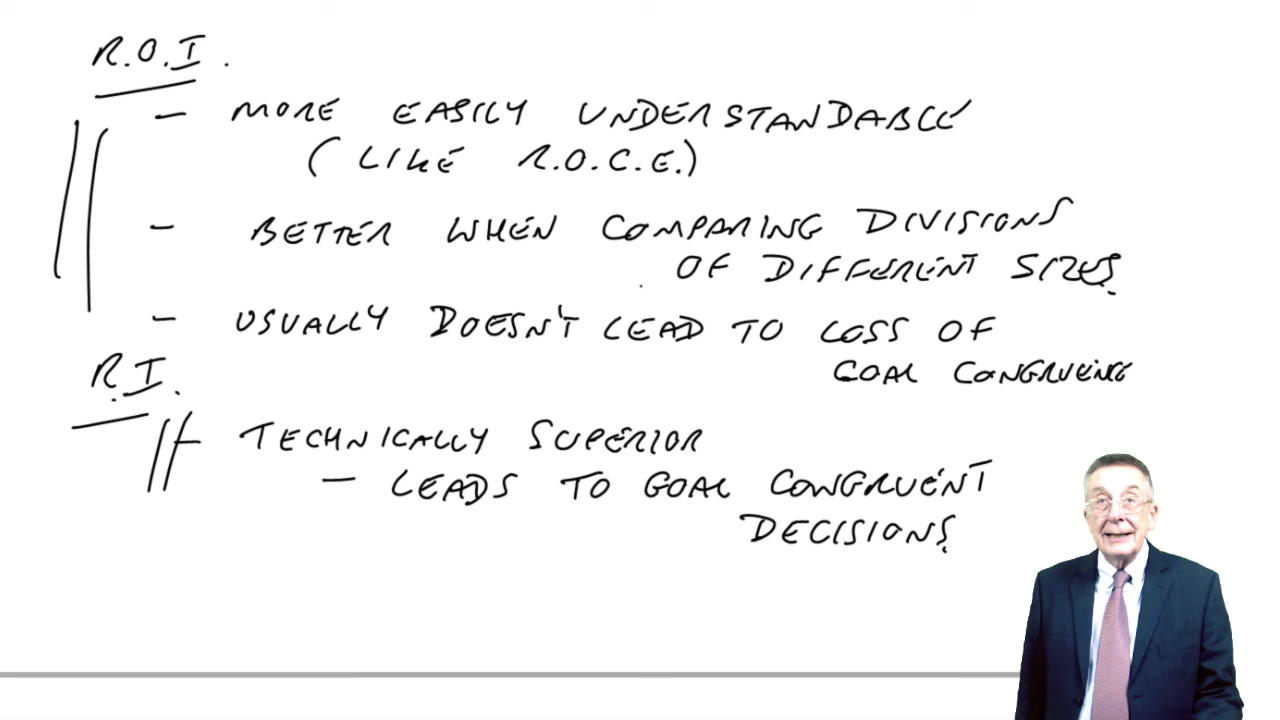 R.O.I.
- MORE EASILY UNDERSTANDABLE
(LIKE R.O.C.E.)
- BETTER WHEN COMPARING DIVISIONS
OF DIFFERENT SIZES.
- USUALLY DOESN'T LEAD TO LOSS OF
GOAL CONGRUENCE
R.I.
- TECHNICALLY SUPERIOR
- LEADS TO GOAL CONGRUENT
DECISIONS.